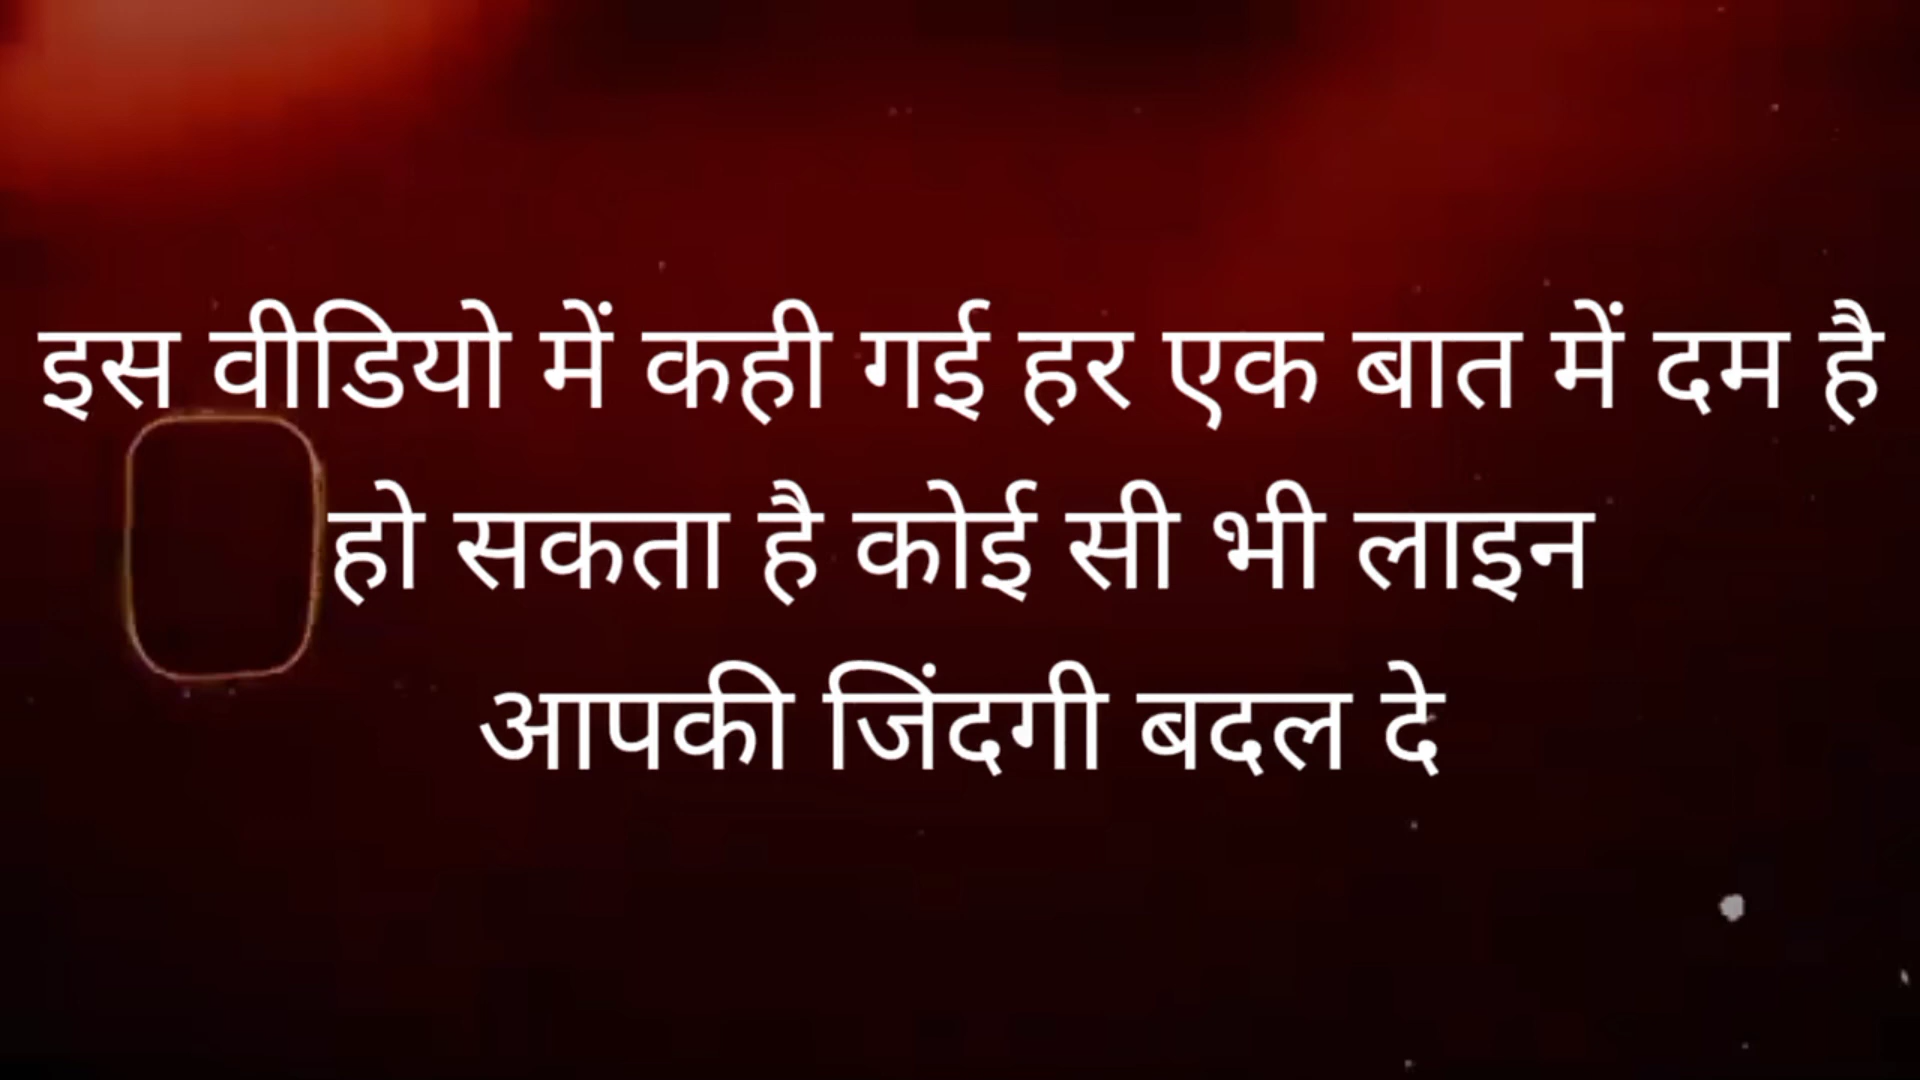 इस वीडियो में कही गई हर एक बात में दम है
हो सकता है कोई सी भी लाइन
आपकी जिंदगी बदल दे